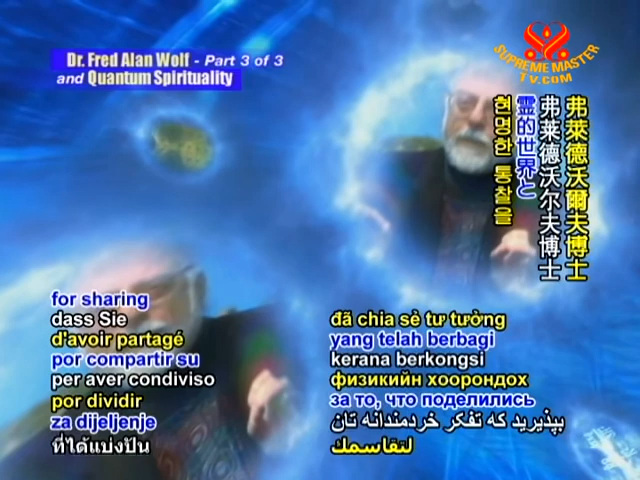 Dr. Fred Alan Wolf - Part 3 of 3
and Quantum Spirituality
SUPREME MASTER
TV.COM
弗萊德沃爾夫博士
弗莱德沃尔夫博士
霊的世界と
현명한 통찰을
for sharing
dass Sie
d'avoir partagé
por compartir su
per aver condiviso
por dividir
za dijeljenje
ที่ได้แบ่งปัน
đã chia sẻ tư tưởng
yang telah berbagi
kerana berkongsi
физикийн хоорондох
за то, что поделились
بپذیرید که تفکر خردمندانه تان
لتقاسمك